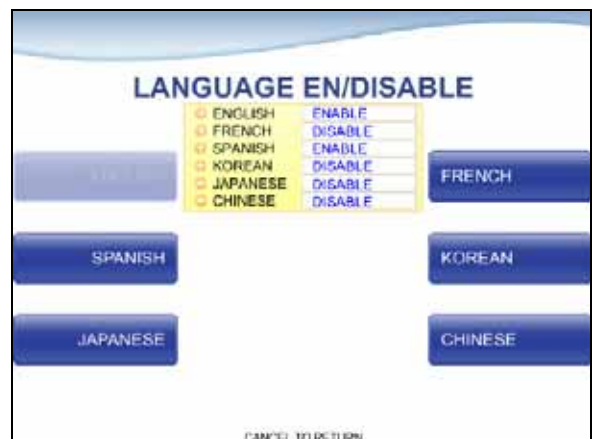 LANGUAGE EN/DISABLE
ENGLISH ENABLE
FRENCH DISABLE
SPANISH ENABLE
KOREAN DISABLE
JAPANESE DISABLE
CHINESE DISABLE
FRENCH
SPANISH KOREAN
JAPANESE CHINESE
CANCEL TO RETURN